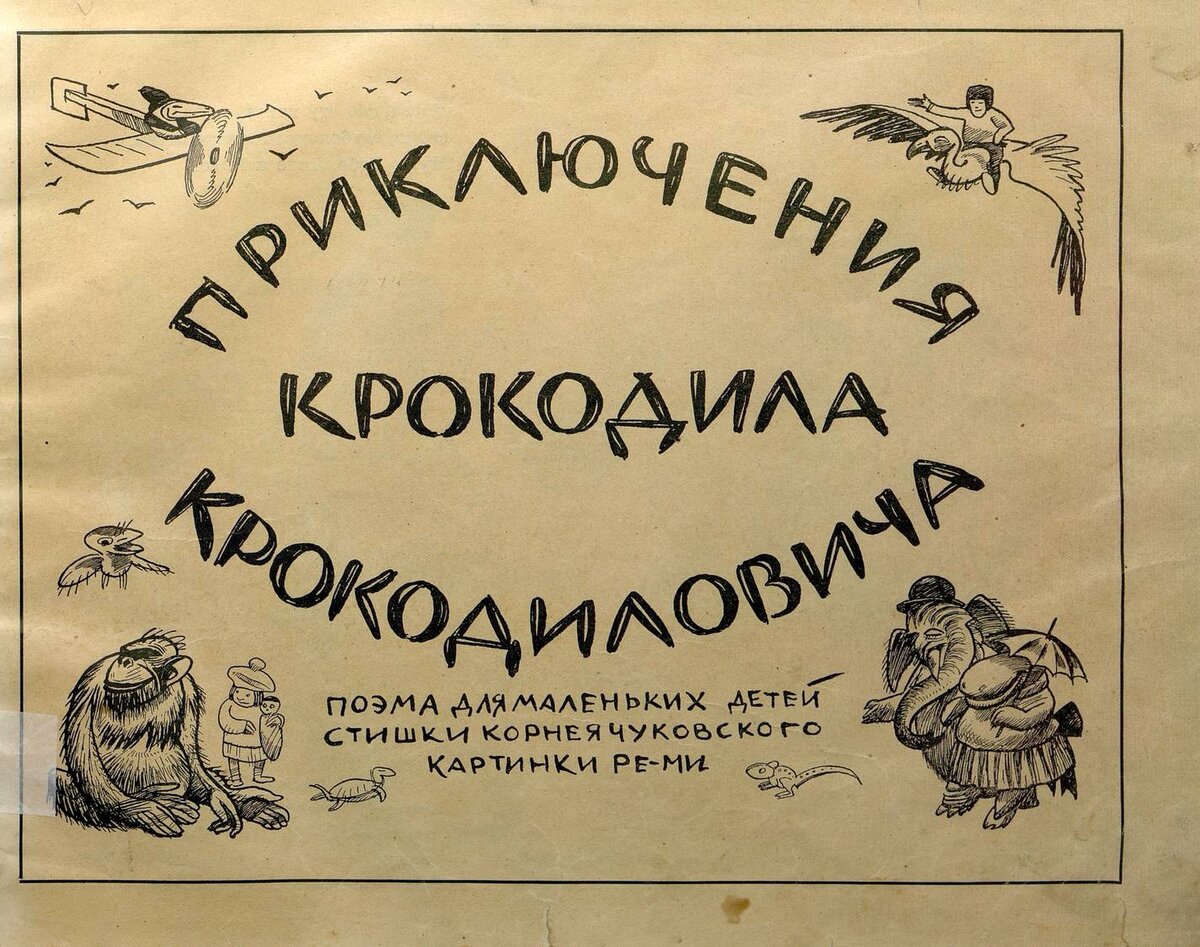 ПРИКЛЮЧЕНИЯ
КРОКОДИЛА
КРОКОДИЛОВИЧА
ПОЭМА ДЛЯ МАЛЕНЬКИХ ДЕТЕЙ
СТИШКИ КОРНЕЯ ЧУКОВСКОГО
КАРТИНКИ РЕ-МИ